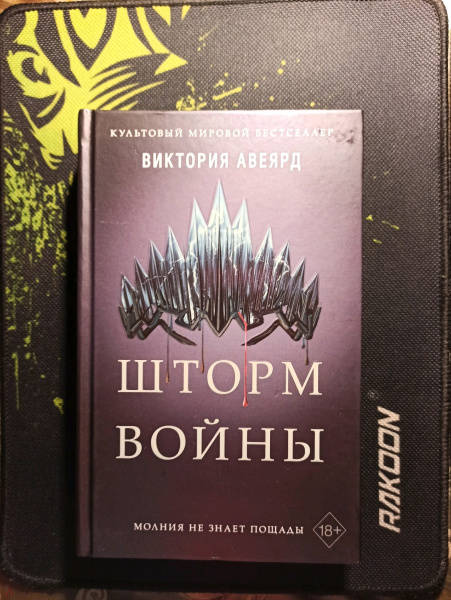 КУЛЬТОВЫЙ МИРОВОЙ БЕСТСЕЛЛЕР
ВИКТОРИЯ АВЕЯРД
ШТОРМ
ВОЙНЫ
МОЛНИЯ НЕ ЗНАЕТ ПОЩАДЫ
18+
RAKOON®